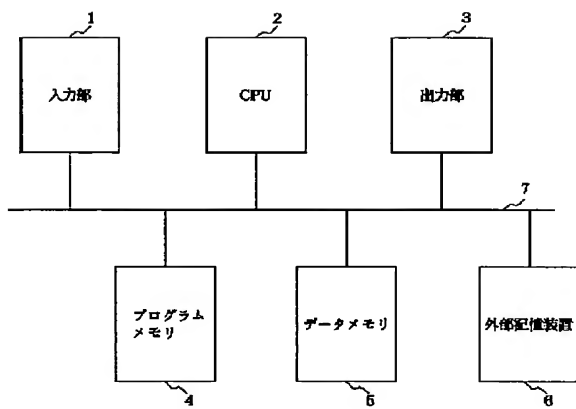 1 2 3
入力部 CPU 出力部
7
プログラム
メモリ
データメモリ 外部記憶装置
4 5 6